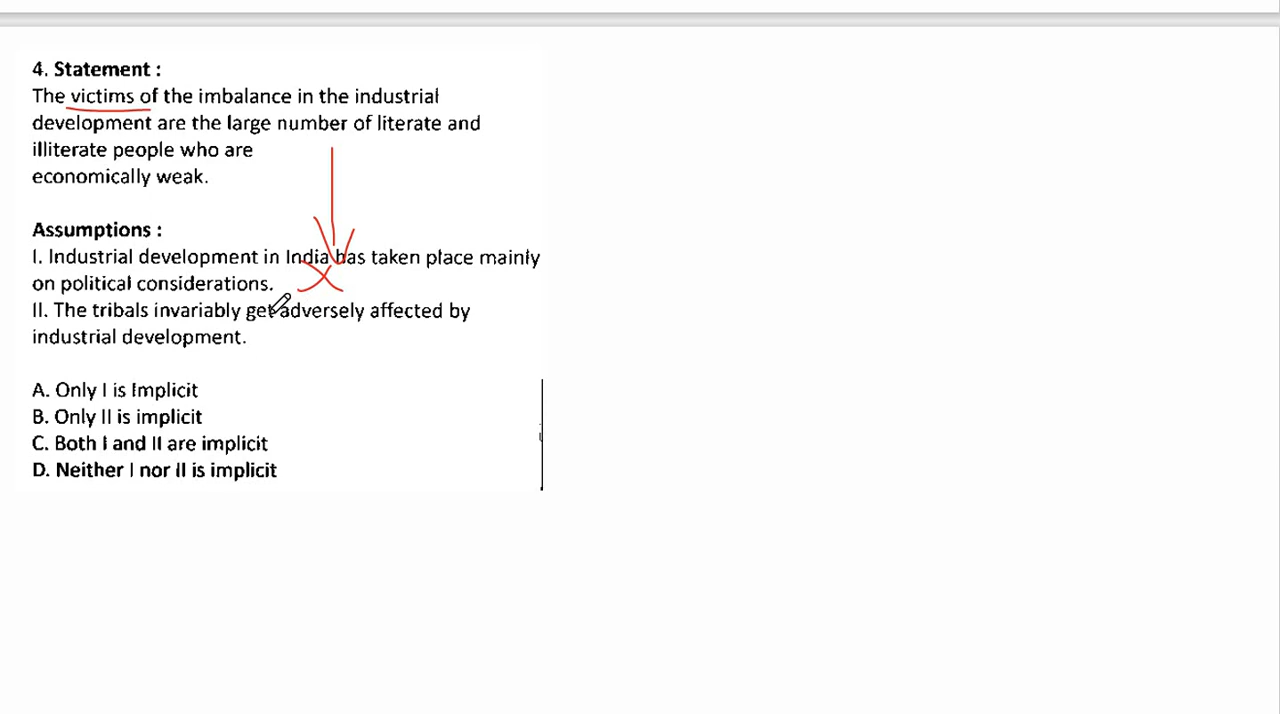 4. Statement :
The victims of the imbalance in the industrial
development are the large number of literate and
illiterate people who are
economically weak.
Assumptions :
I. Industrial development in India has taken place mainly
on political considerations.
II. The tribals invariably get adversely affected by
industrial development.
A. Only I is Implicit
B. Only II is implicit
C. Both I and II are implicit
D. Neither I nor II is implicit